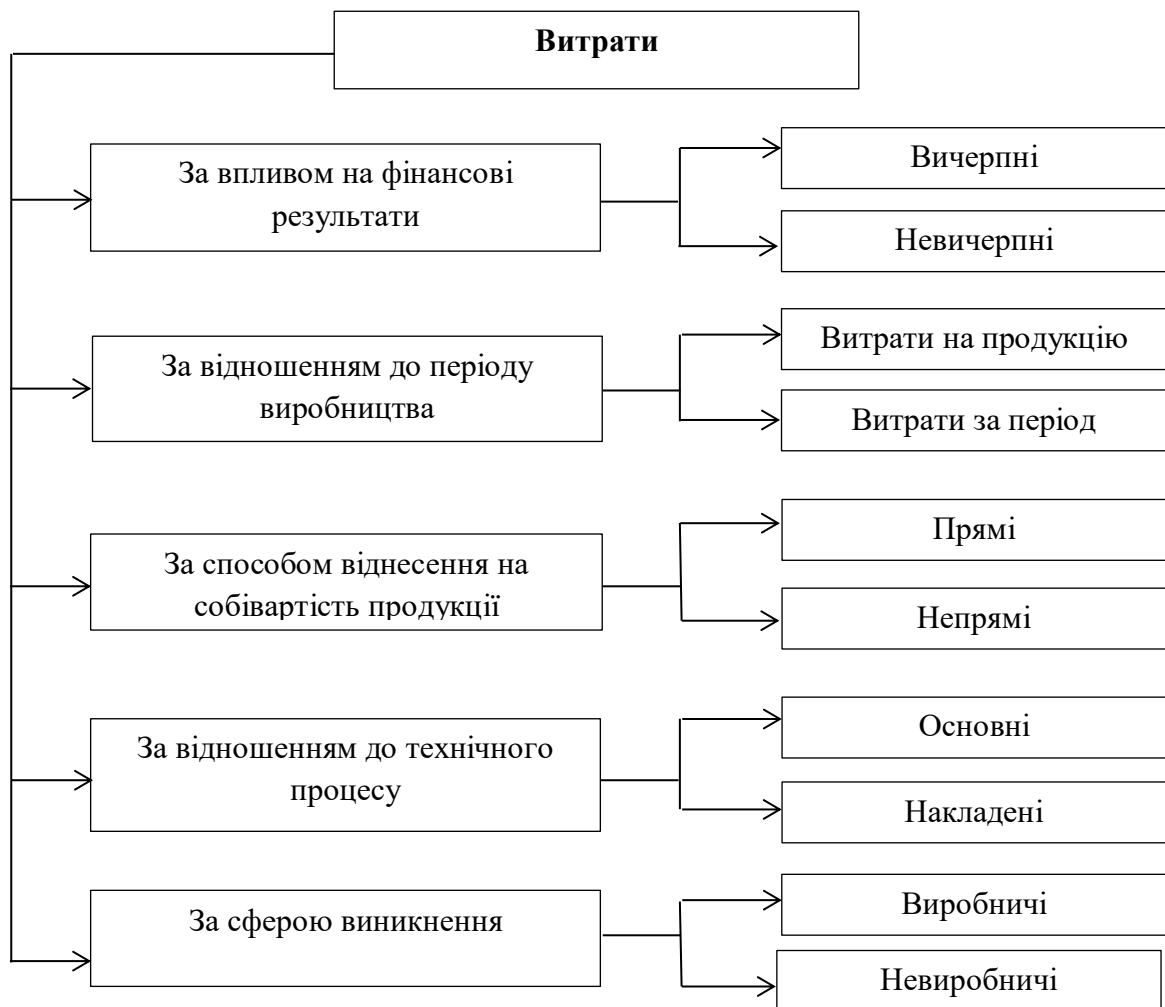 Витрати
За впливом на фінансові
результати
Вичерпні
Невичерпні
За відношенням до періоду
виробництва
Витрати на продукцію
Витрати за період
За способом віднесення на
собівартість продукції
Прямі
Непрямі
За відношенням до технічного
процесу
Основні
Накладені
За сферою виникнення
Виробничі
Невиробничі